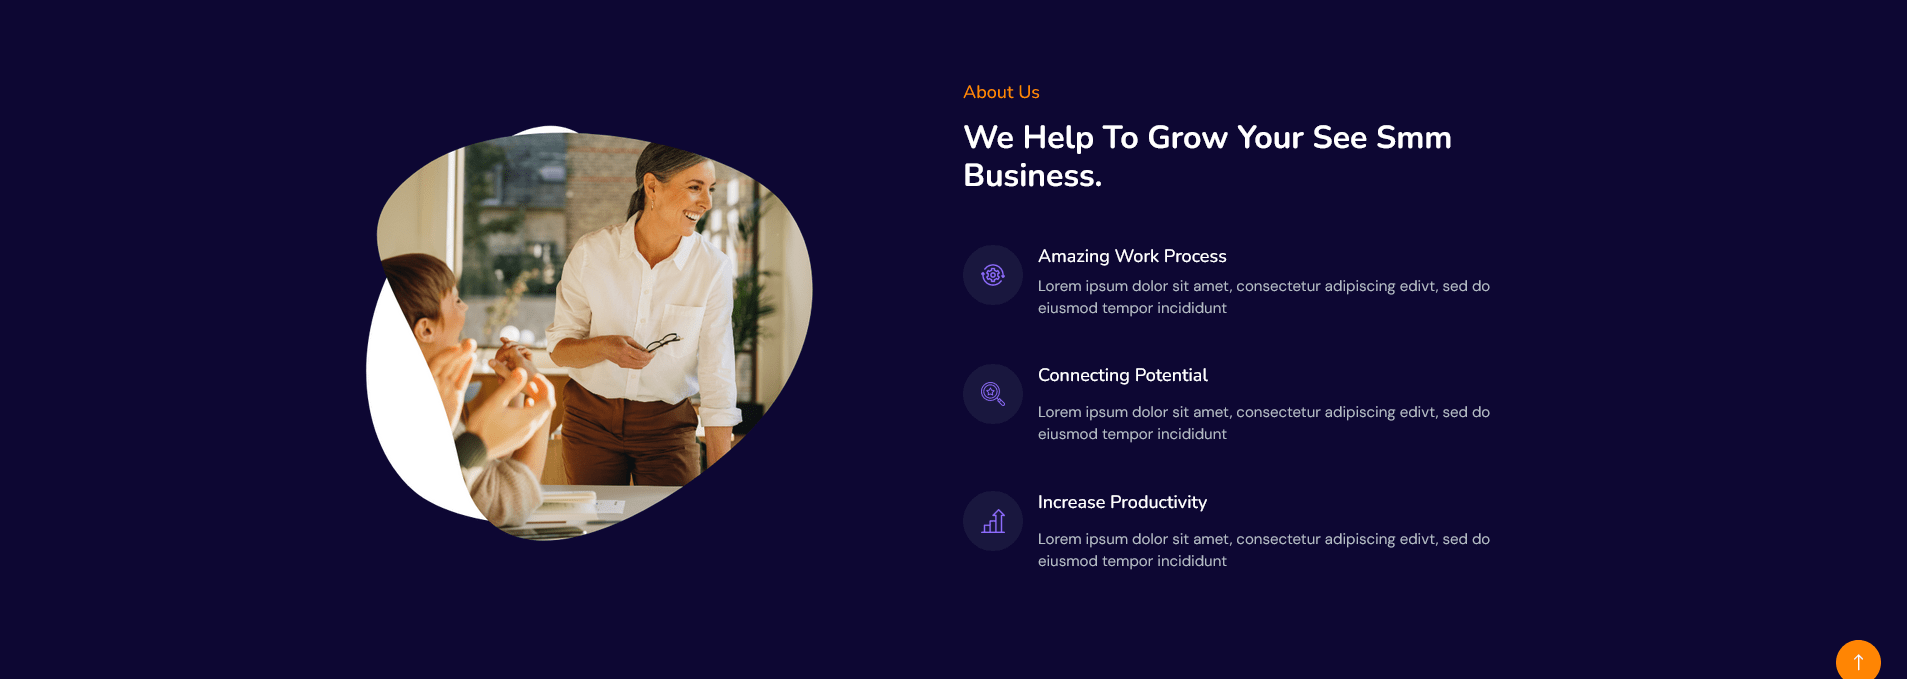 About Us
We Help To Grow Your See Smm
Business.
Amazing Work Process
Lorem ipsum dolor sit amet, consectetur adipiscing edivt, sed do
eiusmod tempor incididunt
Connecting Potential
Lorem ipsum dolor sit amet, consectetur adipiscing edivt, sed do
eiusmod tempor incididunt
Increase Productivity
Lorem ipsum dolor sit amet, consectetur adipiscing edivt, sed do
eiusmod tempor incididunt